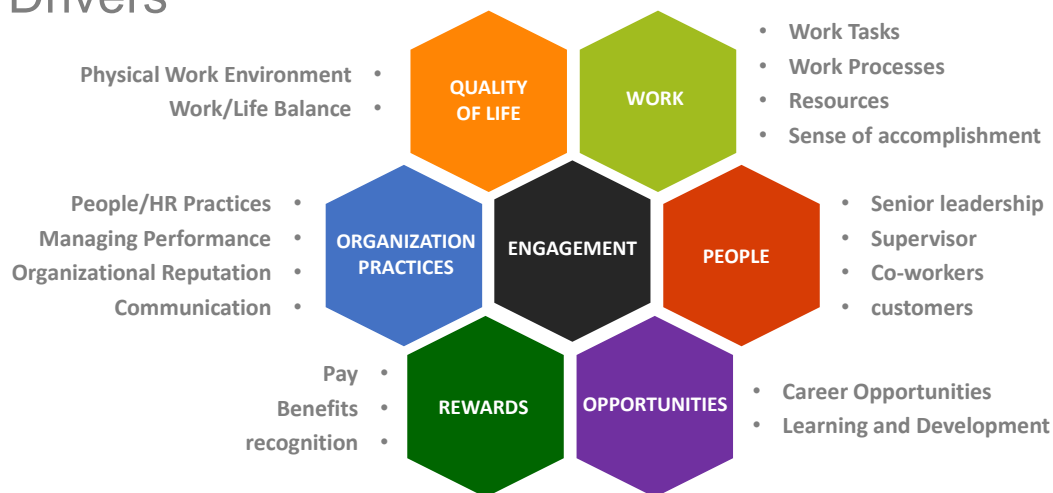 Drivers
Physical Work Environment •
Work/Life Balance •
QUALITY
OF LIFE
WORK
• Work Tasks
• Work Processes
• Resources
• Sense of accomplishment
People/HR Practices •
Managing Performance •
Organizational Reputation •
Communication •
ORGANIZATION
PRACTICES
ENGAGEMENT
PEOPLE
• Senior leadership
• Supervisor
• Co-workers
• customers
Pay •
Benefits •
recognition •
REWARDS
OPPORTUNITIES
• Career Opportunities
• Learning and Development